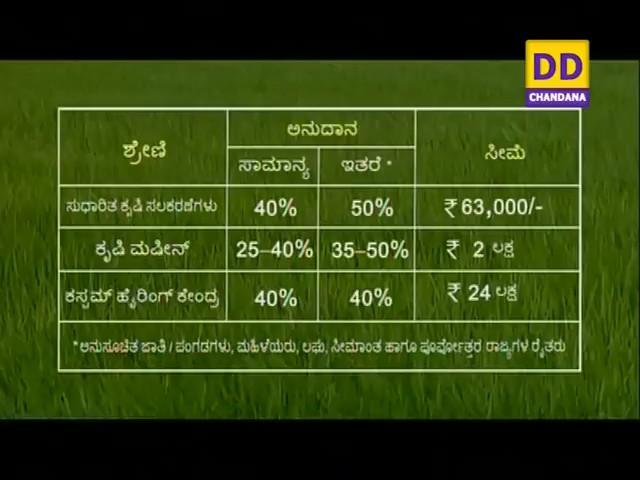 DD
CHANDANA
ಶ್ರೇಣಿ ಅನುದಾನ ಸೀಮೆ
ಸಾಮಾನ್ಯ ಇತರೆ *
ಸುಧಾರಿತ ಕೃಷಿ ಸಲಕರಣೆಗಳು 40% 50% ₹ 63,000/-
ಕೃಷಿ ಮಷೀನ್ 25–40% 35–50% ₹ 2 ಲಕ್ಷ
ಕಸ್ಟಮ್ ಹೈರಿಂಗ್ ಕೇಂದ್ರ 40% 40% ₹ 24 ಲಕ್ಷ
*ಅನುಸೂಚಿತ ಜಾತಿ / ಪಂಗಡಗಳು, ಮಹಿಳೆಯರು, ಲಘು, ಸೀಮಾಂತ ಹಾಗೂ ಪೂರ್ವೋತ್ತರ ರಾಜ್ಯಗಳ ರೈತರು